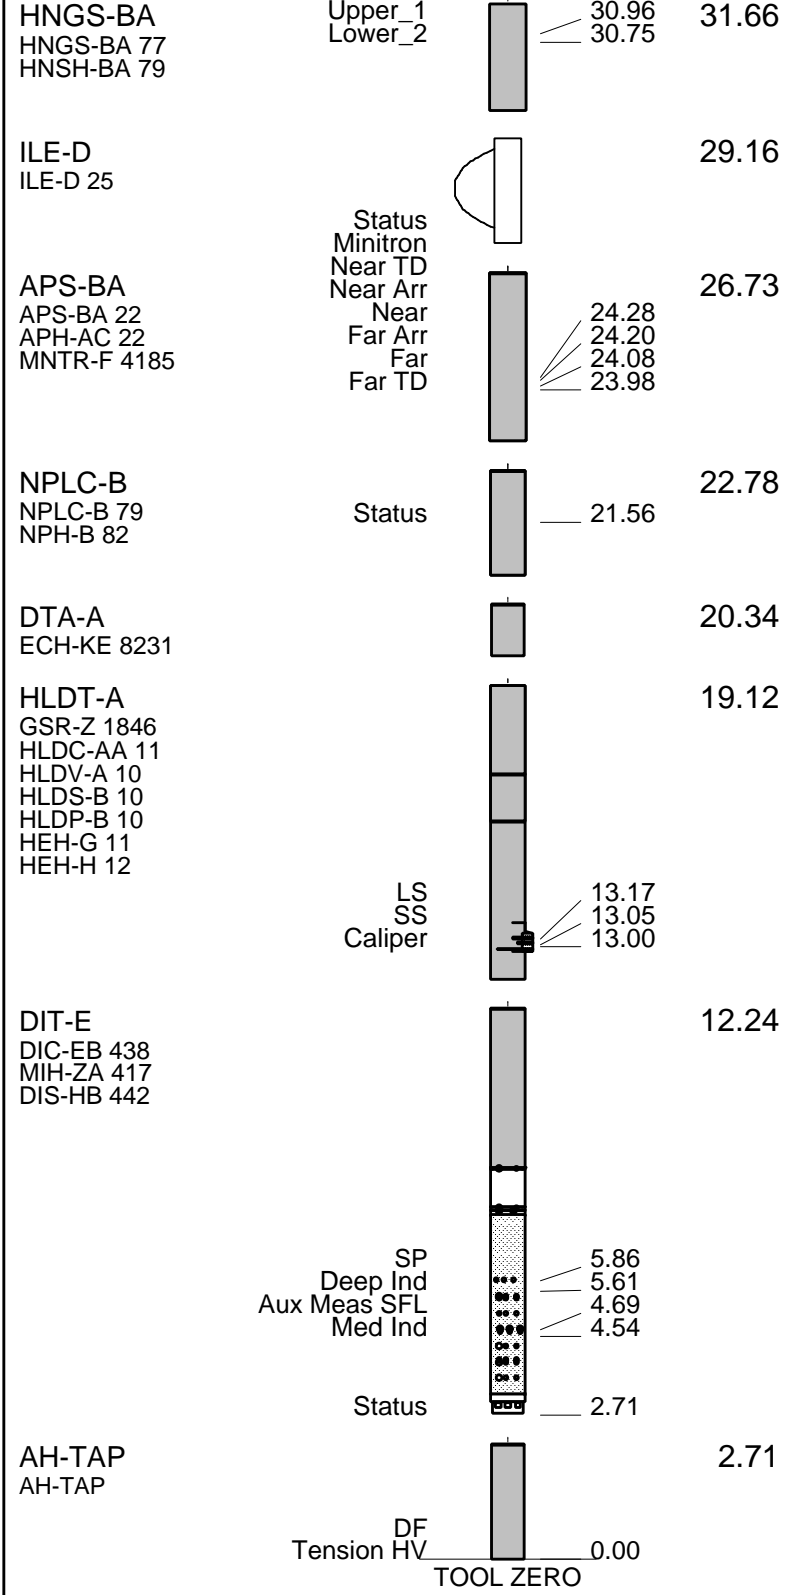 HNGS-BA Upper_1 30.96 31.66
HNGS-BA 77 Lower_2 30.75
HNSH-BA 79
ILE-D 29.16
ILE-D 25
Status
Minitron
Near TD
APS-BA Near Arr 26.73
APS-BA 22 Near 24.28
APH-AC 22 Far Arr 24.20
MNTR-F 4185 Far 24.08
Far TD 23.98
NPLC-B 22.78
NPLC-B 79 Status 21.56
NPH-B 82
DTA-A 20.34
ECH-KE 8231
HLDT-A 19.12
GSR-Z 1846
HLDC-AA 11
HLDV-A 10
HLDS-B 10
HLDP-B 10
HEH-G 11
HEH-H 12
LS 13.17
SS 13.05
Caliper 13.00
DIT-E 12.24
DIC-EB 438
MIH-ZA 417
DIS-HB 442
SP 5.86
Deep Ind 5.61
Aux Meas SFL 4.69
Med Ind 4.54
Status 2.71
AH-TAP 2.71
AH-TAP
DF
Tension HV 0.00
TOOL ZERO